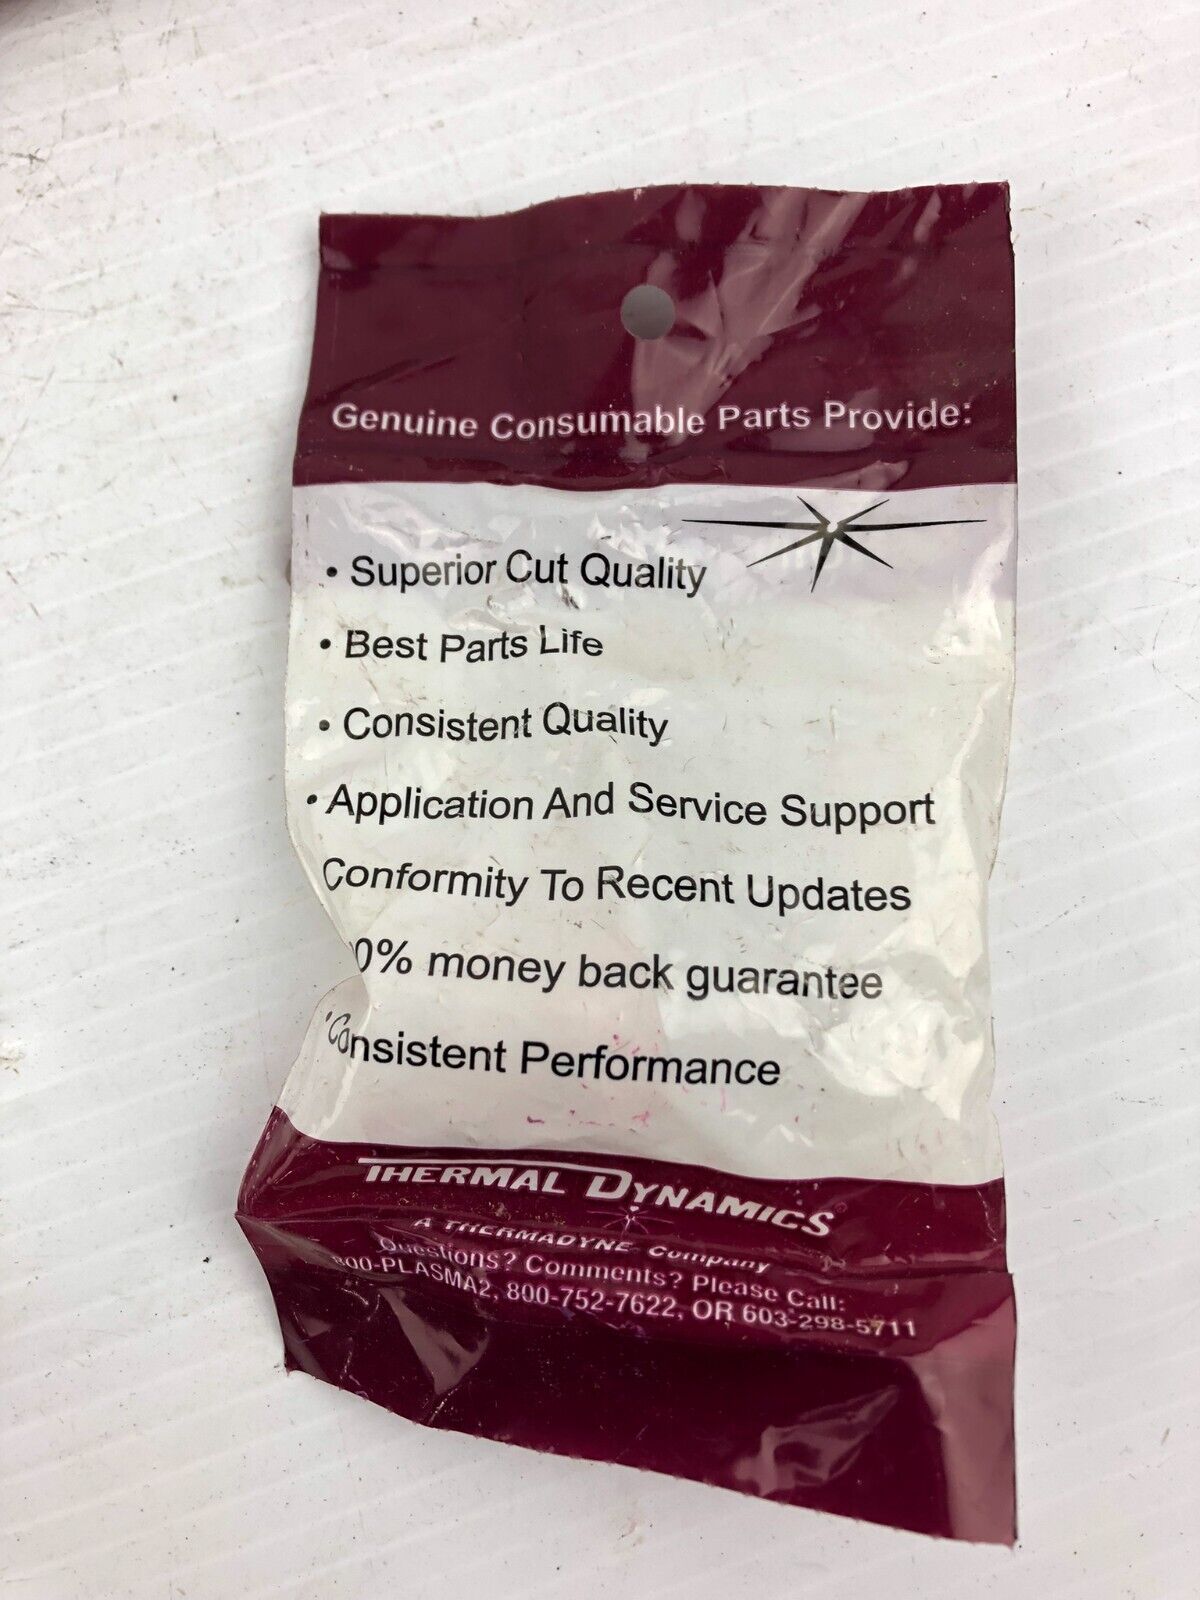 Genuine Consumable Parts Provide:
• Superior Cut Quality
• Best Parts Life
• Consistent Quality
• Application And Service Support
Conformity To Recent Updates
0% money back guarantee
• Consistent Performance
THERMAL DYNAMICS®
A THERMADYNE Company
Questions? Comments? Please Call:
800-PLASMA2, 800-752-7622, OR 603-298-5711